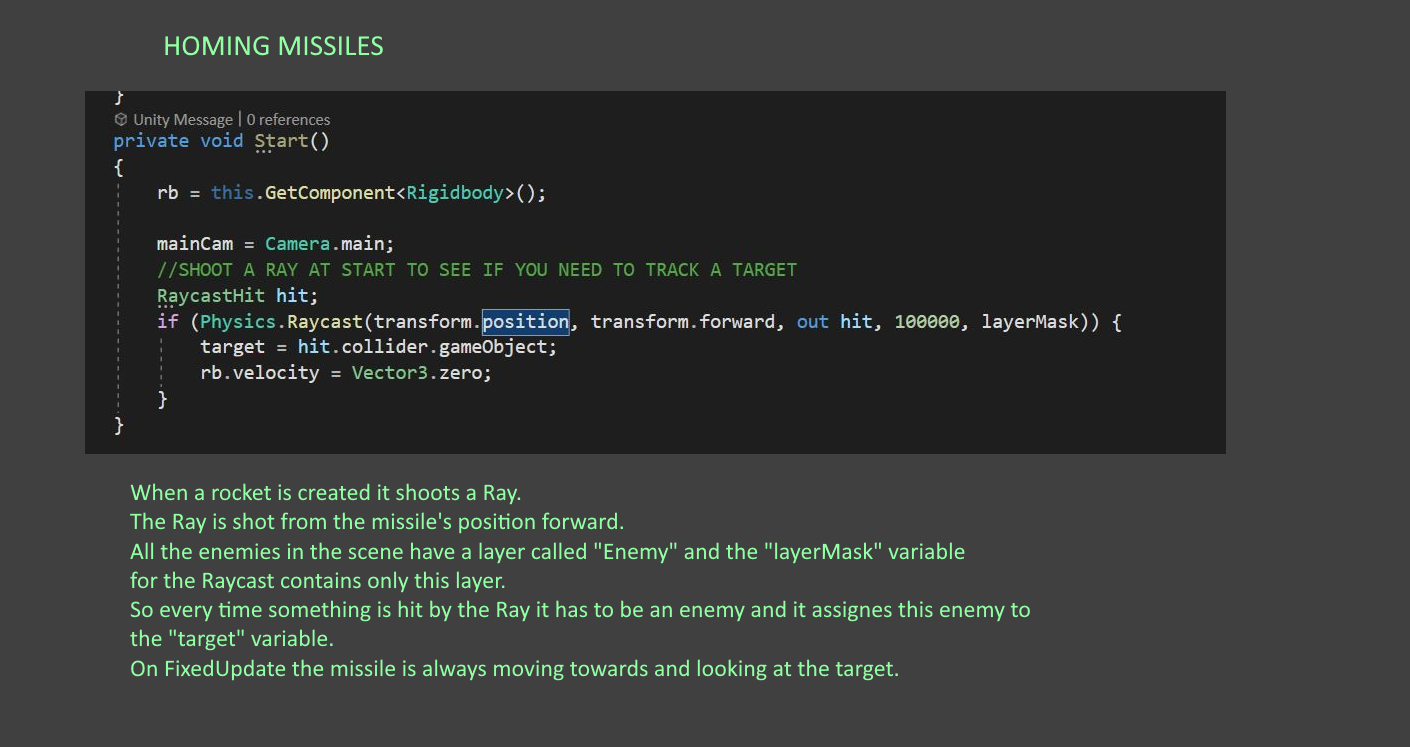 HOMING MISSILES
}
Unity Message | 0 references
private void Start()
{
rb = this.GetComponent<Rigidbody>();
mainCam = Camera.main;
//SHOOT A RAY AT START TO SEE IF YOU NEED TO TRACK A TARGET
RaycastHit hit;
if (Physics.Raycast(transform.position, transform.forward, out hit, 100000, layerMask)) {
target = hit.collider.gameObject;
rb.velocity = Vector3.zero;
}
}
When a rocket is created it shoots a Ray.
The Ray is shot from the missile's position forward.
All the enemies in the scene have a layer called "Enemy" and the "layerMask" variable
for the Raycast contains only this layer.
So every time something is hit by the Ray it has to be an enemy and it assignes this enemy to
the "target" variable.
On FixedUpdate the missile is always moving towards and looking at the target.